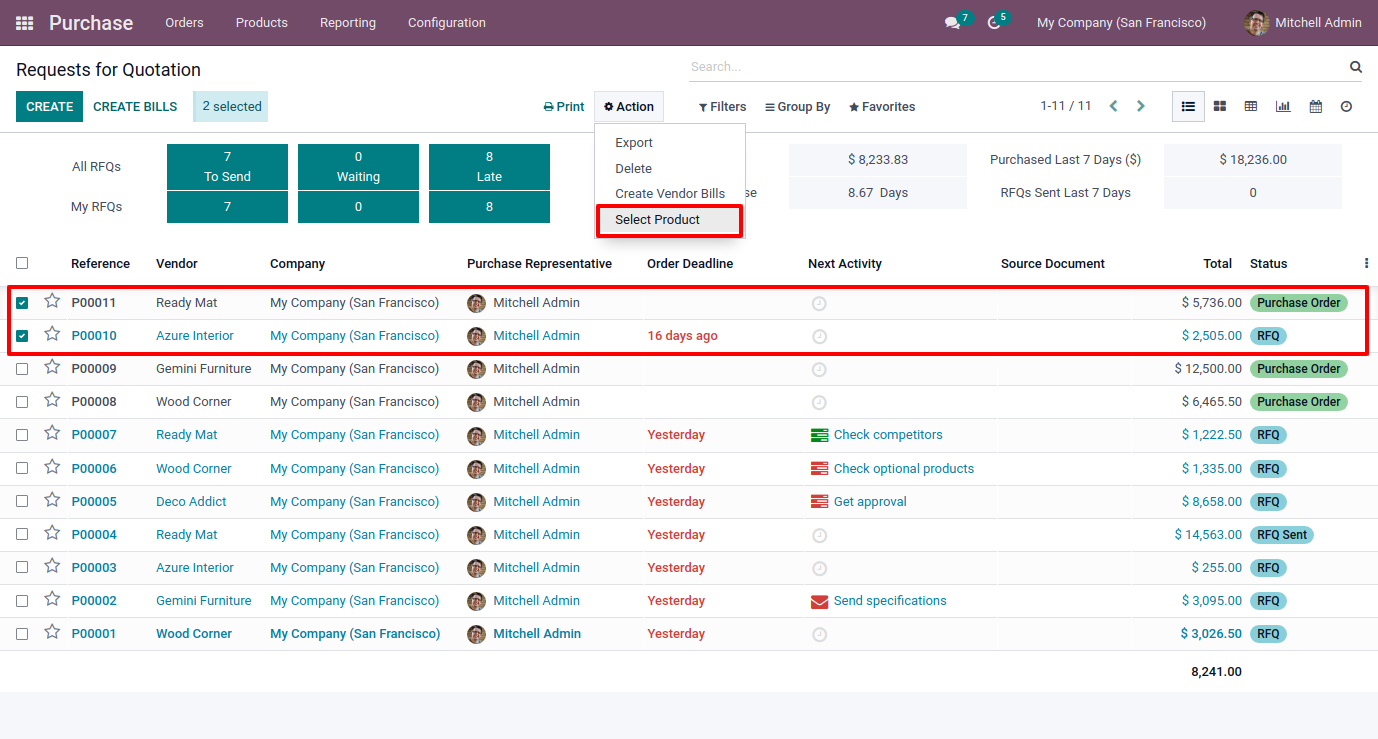 Purchase Orders Products Reporting Configuration 7 5 My Company (San Francisco) Mitchell Admin
Requests for Quotation Search...
CREATE CREATE BILLS 2 selected Print Action Filters Group By Favorites 1-11 / 11
Export
Delete
Create Vendor Bills
Select Product
All RFQs 7 To Send 0 Waiting 8 Late $ 8,233.83 Purchased Last 7 Days ($) $ 18,236.00
My RFQs 7 0 8 se 8.67 Days RFQs Sent Last 7 Days 0
Reference Vendor Company Purchase Representative Order Deadline Next Activity Source Document Total Status
P00011 Ready Mat My Company (San Francisco) Mitchell Admin $ 5,736.00 Purchase Order
P00010 Azure Interior My Company (San Francisco) Mitchell Admin 16 days ago $ 2,505.00 RFQ
P00009 Gemini Furniture My Company (San Francisco) Mitchell Admin $ 12,500.00 Purchase Order
P00008 Wood Corner My Company (San Francisco) Mitchell Admin $ 6,465.50 Purchase Order
P00007 Ready Mat My Company (San Francisco) Mitchell Admin Yesterday Check competitors $ 1,222.50 RFQ
P00006 Wood Corner My Company (San Francisco) Mitchell Admin Yesterday Check optional products $ 1,335.00 RFQ
P00005 Deco Addict My Company (San Francisco) Mitchell Admin Yesterday Get approval $ 8,658.00 RFQ
P00004 Ready Mat My Company (San Francisco) Mitchell Admin Yesterday $ 14,563.00 RFQ Sent
P00003 Azure Interior My Company (San Francisco) Mitchell Admin Yesterday $ 255.00 RFQ
P00002 Gemini Furniture My Company (San Francisco) Mitchell Admin Yesterday Send specifications $ 3,095.00 RFQ
P00001 Wood Corner My Company (San Francisco) Mitchell Admin Yesterday $ 3,026.50 RFQ
8,241.00